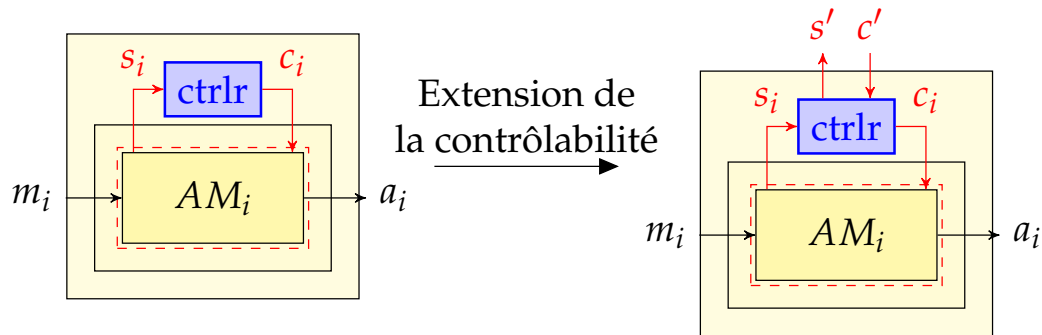 s_i
c_i
ctrlr
m_i
AM_i
a_i
Extension de
la contrôlabilité
s′
c′
s_i
c_i
ctrlr
m_i
AM_i
a_i